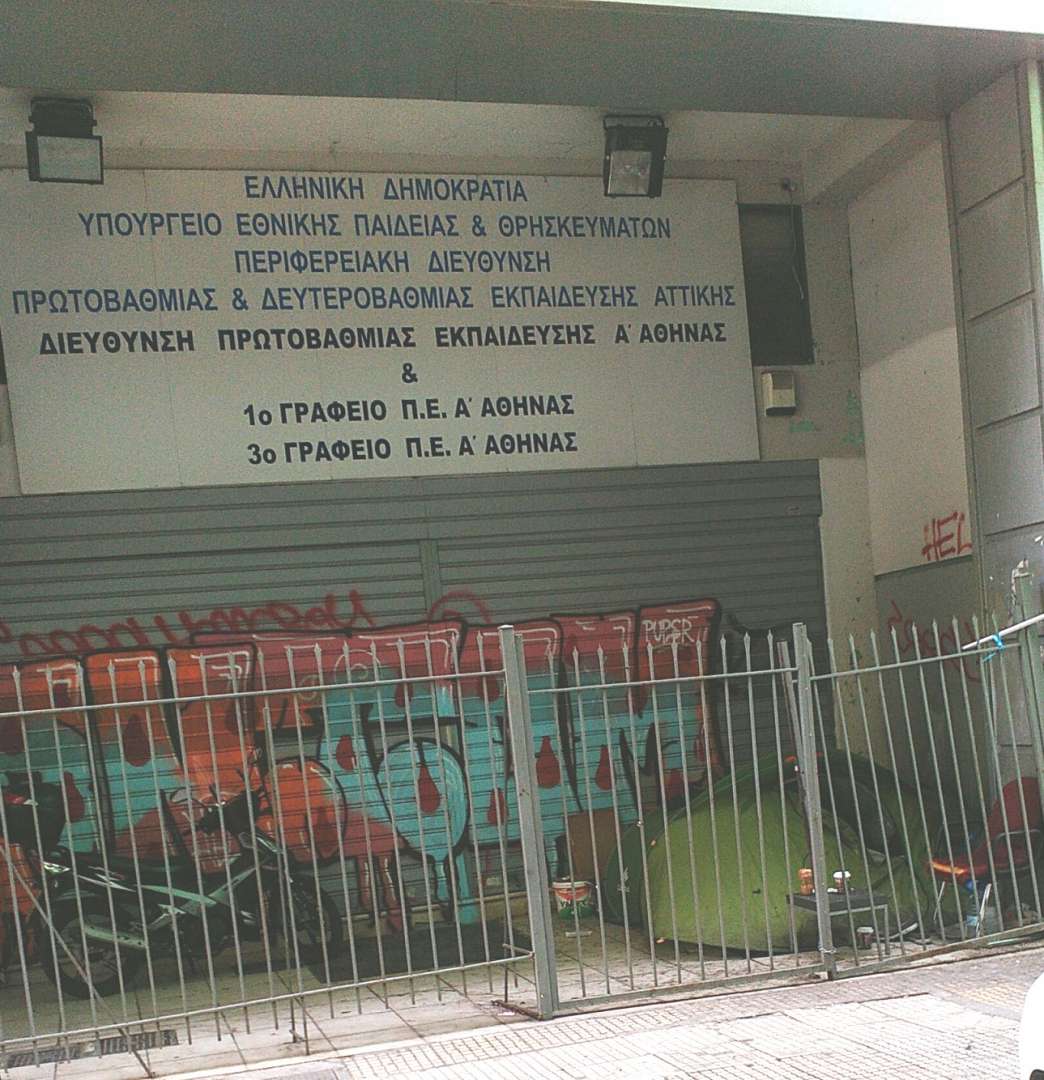 ΕΛΛΗΝΙΚΗ ΔΗΜΟΚΡΑΤΙΑ
ΥΠΟΥΡΓΕΙΟ ΕΘΝΙΚΗΣ ΠΑΙΔΕΙΑΣ & ΘΡΗΣΚΕΥΜΑΤΩΝ
ΠΕΡΙΦΕΡΕΙΑΚΗ ΔΙΕΥΘΥΝΣΗ
ΠΡΩΤΟΒΑΘΜΙΑΣ & ΔΕΥΤΕΡΟΒΑΘΜΙΑΣ ΕΚΠΑΙΔΕΥΣΗΣ ΑΤΤΙΚΗΣ
ΔΙΕΥΘΥΝΣΗ ΠΡΩΤΟΒΑΘΜΙΑΣ ΕΚΠΑΙΔΕΥΣΗΣ Α΄ ΑΘΗΝΑΣ
&
1ο ΓΡΑΦΕΙΟ Π.Ε. Α΄ ΑΘΗΝΑΣ
3ο ΓΡΑΦΕΙΟ Π.Ε. Α΄ ΑΘΗΝΑΣ
HEL